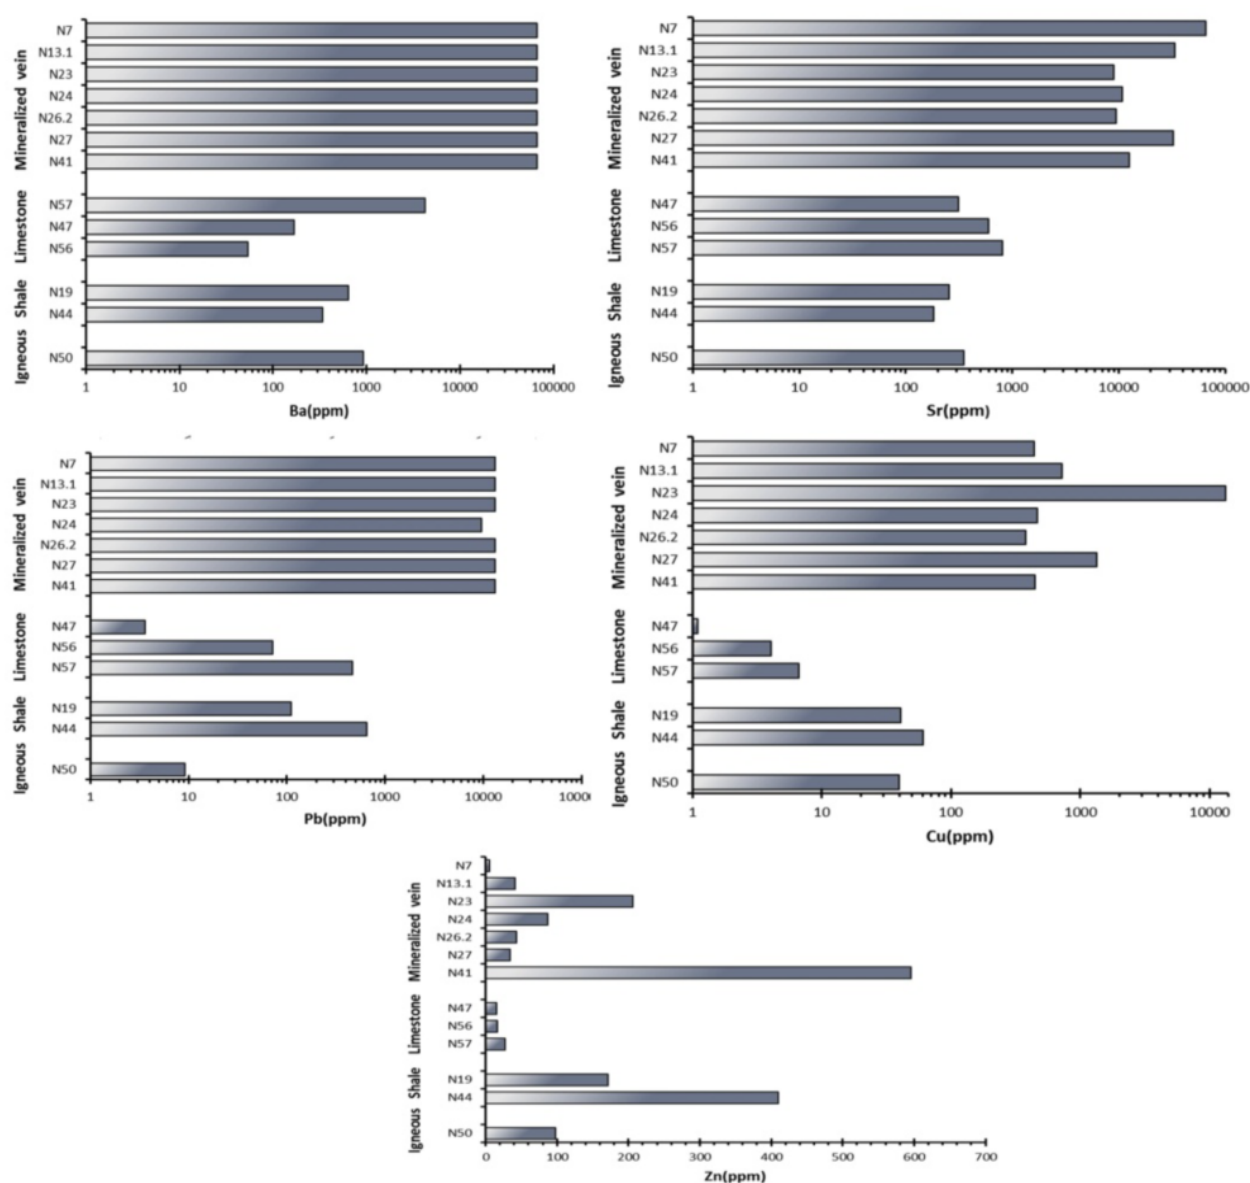 N7
N13.1
N23
N24
N26.2
N27
N41
N57
N47
N56
N19
N44
N50
Igneous Shale Limestone Mineralized vein
1 10 100 1000 10000 100000
Ba(ppm)
N7
N13.1
N23
N24
N26.2
N27
N41
N47
N56
N57
N19
N44
N50
Igneous Shale Limestone Mineralized vein
1 10 100 1000 10000 100000
Sr(ppm)
N7
N13.1
N23
N24
N26.2
N27
N41
N47
N56
N57
N19
N44
N50
Igneous Shale Limestone Mineralized vein
1 10 100 1000 10000
Pb(ppm)
N7
N13.1
N23
N24
N26.2
N27
N41
N47
N56
N57
N19
N44
N50
Igneous Shale Limestone Mineralized vein
1 10 100 1000 10000
Cu(ppm)
N7
N13.1
N23
N24
N26.2
N27
N41
N47
N56
N57
N19
N44
N50
Igneous Shale Limestone Mineralized vein
0 100 200 300 400 500 600 700
Zn(ppm)